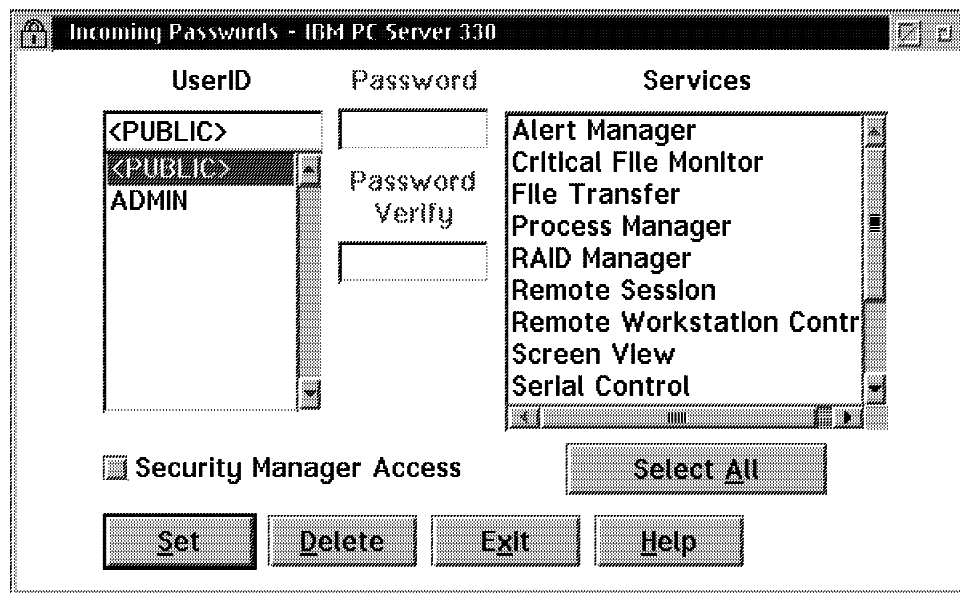 Incoming Passwords - IBM PC Server 330
UserID
Password
Services
<PUBLIC>
<PUBLIC>
ADMIN
Password
Verify
Alert Manager
Critical File Monitor
File Transfer
Process Manager
RAID Manager
Remote Session
Remote Workstation Contr
Screen View
Serial Control
Security Manager Access
Select All
Set
Delete
Exit
Help